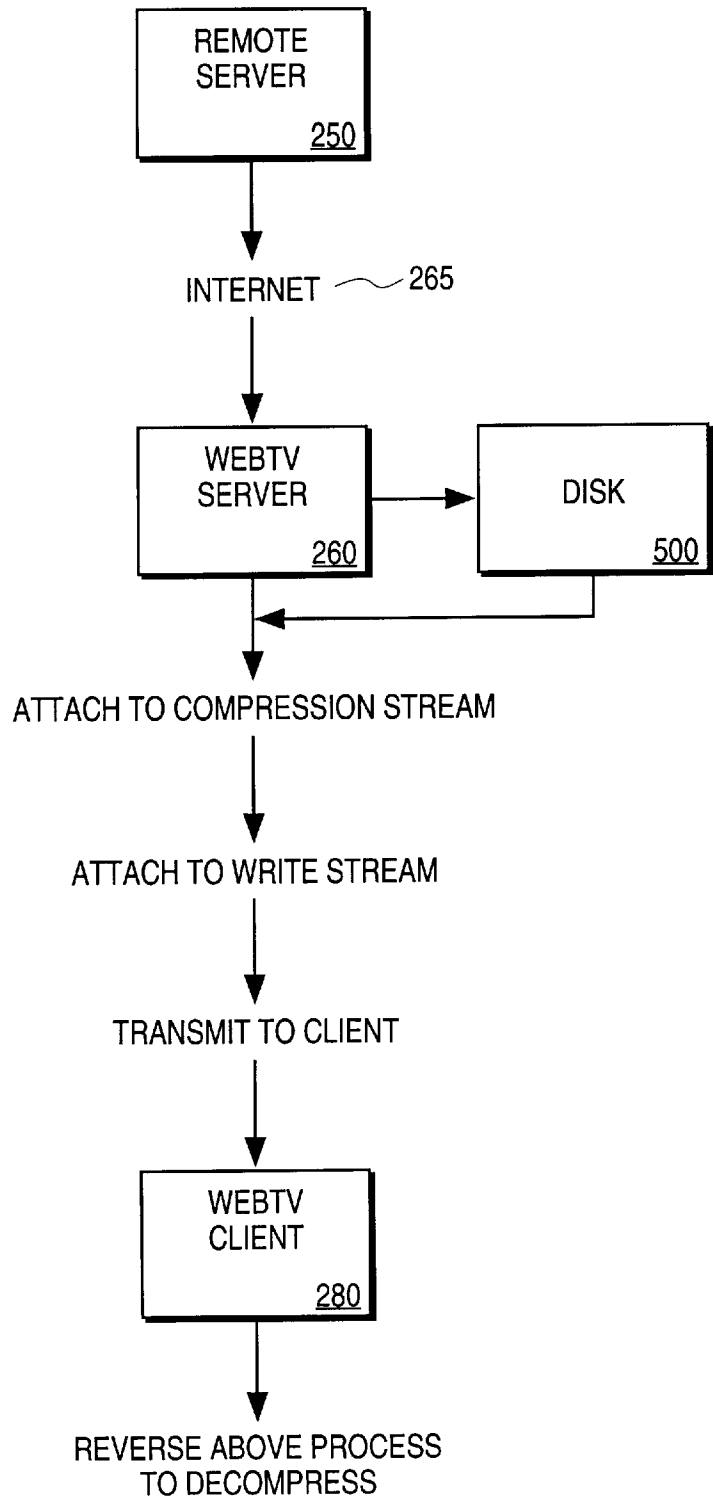 REMOTE
SERVER
250
INTERNET 265
WEBTV
SERVER
260
DISK
500
ATTACH TO COMPRESSION STREAM
ATTACH TO WRITE STREAM
TRANSMIT TO CLIENT
WEBTV
CLIENT
280
REVERSE ABOVE PROCESS
TO DECOMPRESS